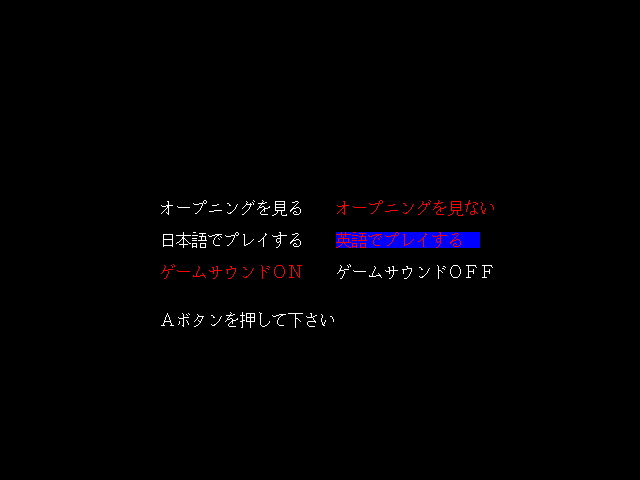 オープニングを見る　オープニングを見ない
日本語でプレイする　英語でプレイする
ゲームサウンドＯＮ　ゲームサウンドＯＦＦ
Ａボタンを押して下さい